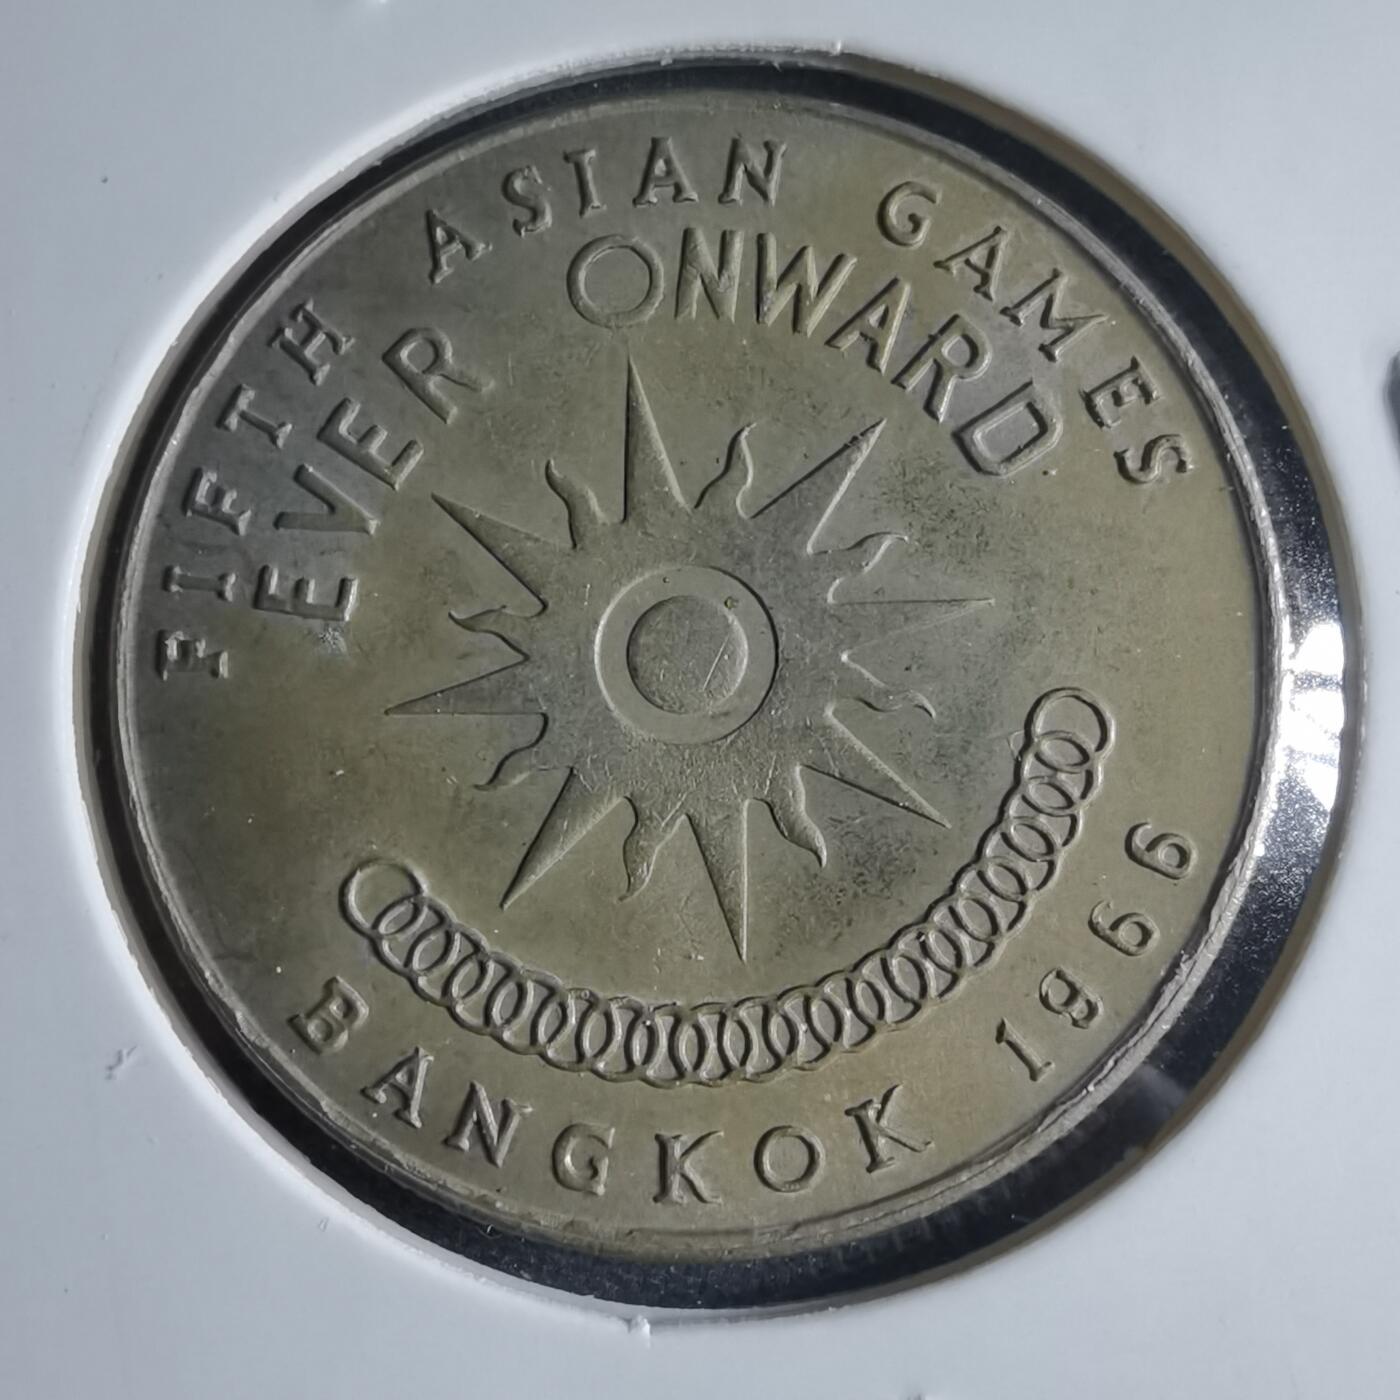 FIFTH ASIAN GAMES
EVER ONWARD
BANGKOK 1966